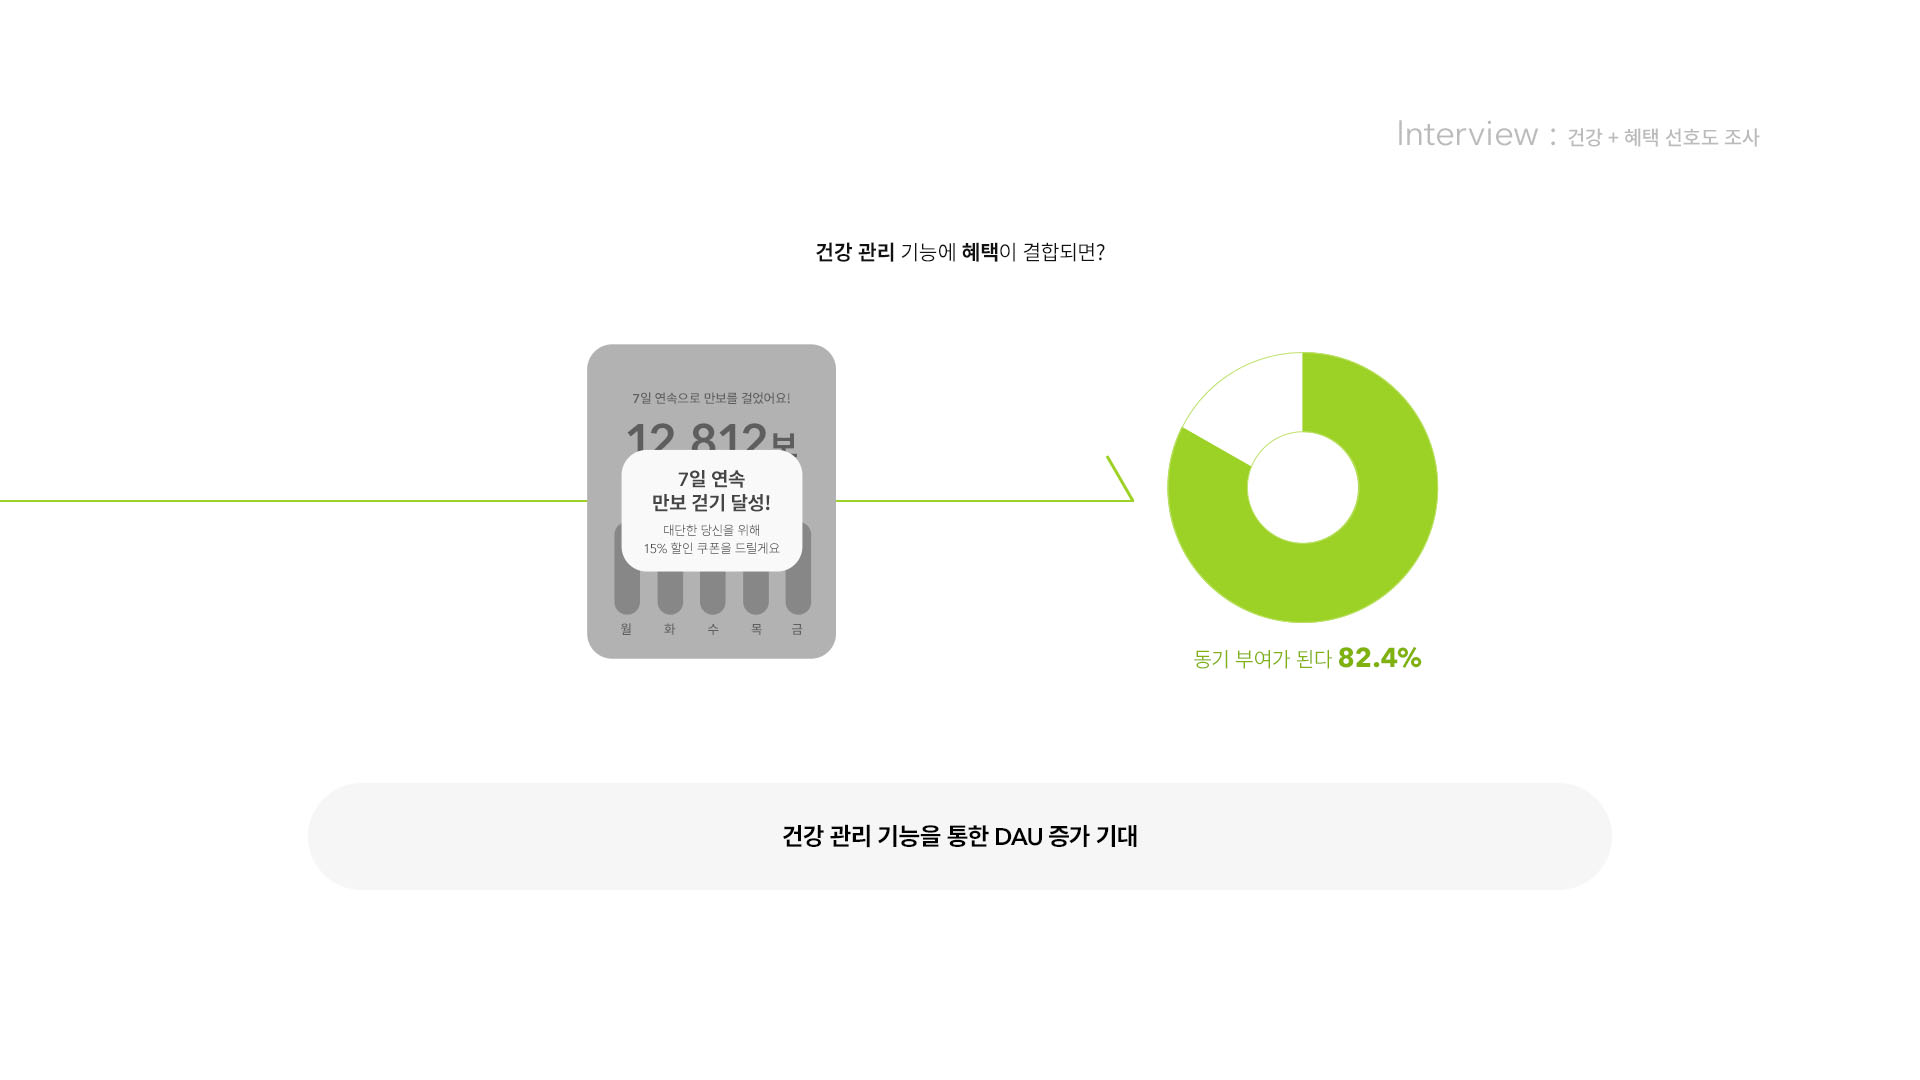 Interview : 건강 + 혜택 선호도 조사
건강 관리 기능에 혜택이 결합되면?
7일 연속으로 만보를 걸었어요!
12,812보
7일 연속
만보 걷기 달성!
대단한 당신을 위해
15% 할인 쿠폰을 드릴게요
월 화 수 목 금
동기 부여가 된다 82.4%
건강 관리 기능을 통한 DAU 증가 기대